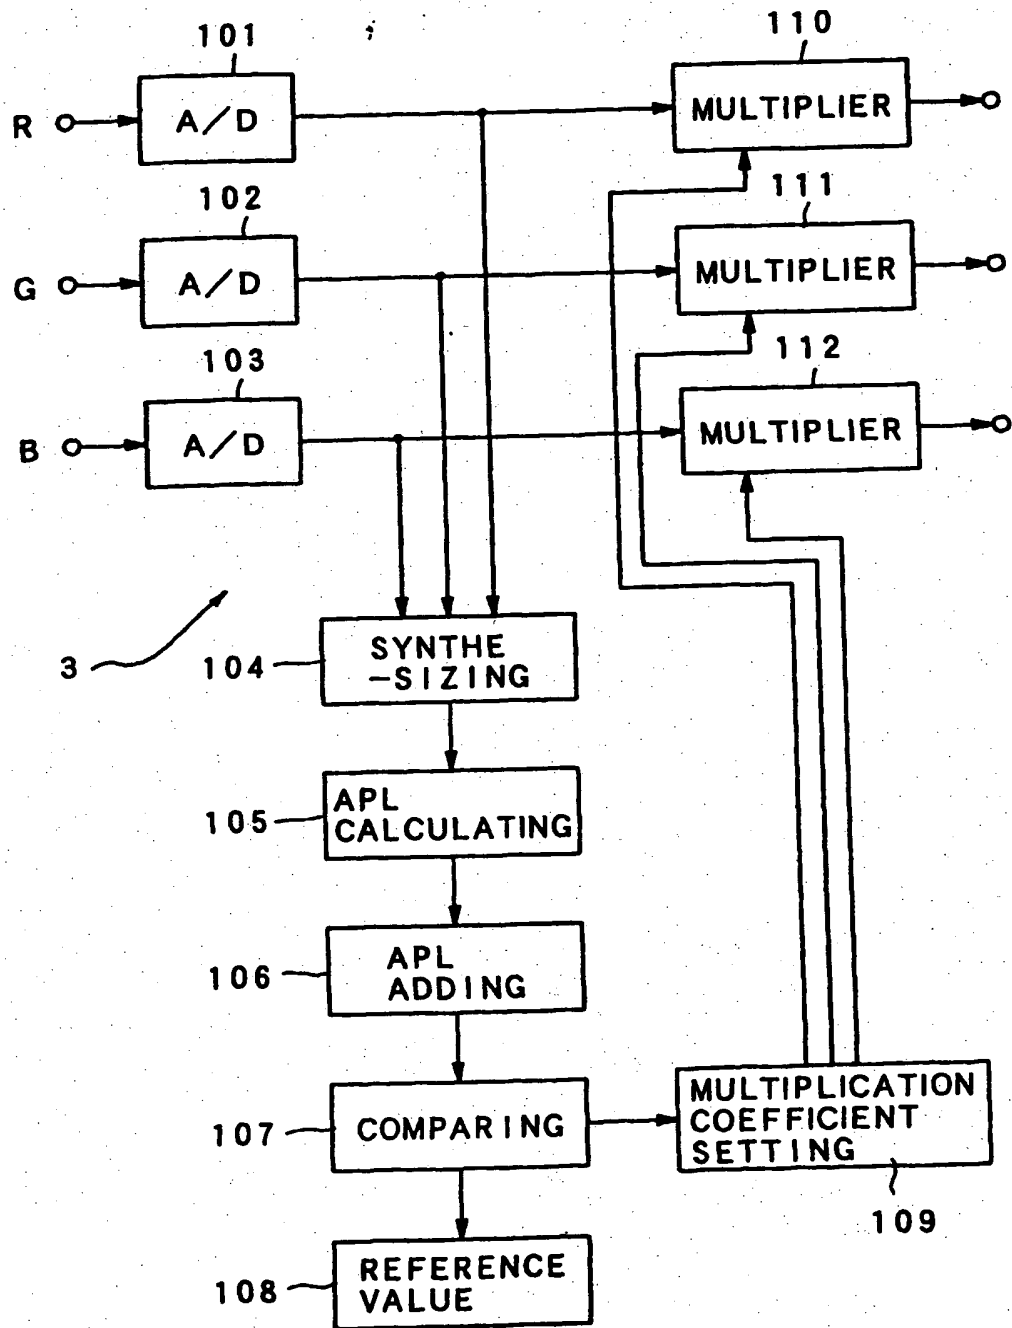 101
110
R
A/D
MULTIPLIER
102
111
G
A/D
MULTIPLIER
103
112
B
A/D
MULTIPLIER
3
104
SYNTHE
-SIZING
105
APL
CALCULATING
106
APL
ADDING
107
COMPARING
MULTIPLICATION
COEFFICIENT
SETTING
109
108
REFERENCE
VALUE